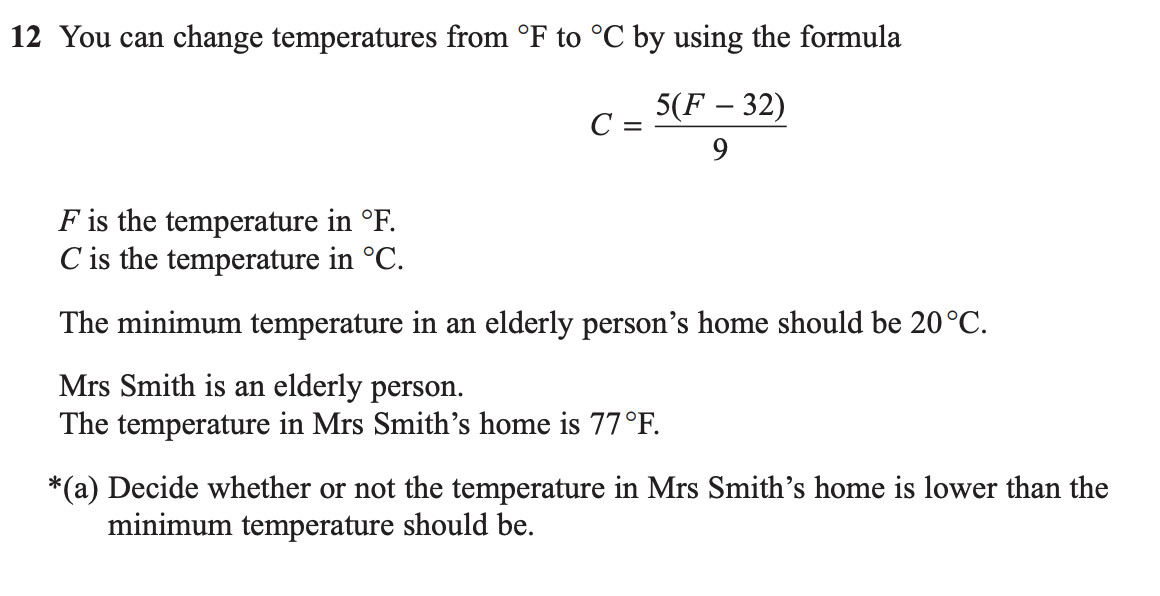 12 You can change temperatures from °F to °C by using the formula
C = 5(F – 32) / 9
F is the temperature in °F.
C is the temperature in °C.
The minimum temperature in an elderly person’s home should be 20°C.
Mrs Smith is an elderly person.
The temperature in Mrs Smith’s home is 77°F.
*(a) Decide whether or not the temperature in Mrs Smith’s home is lower than the
minimum temperature should be.